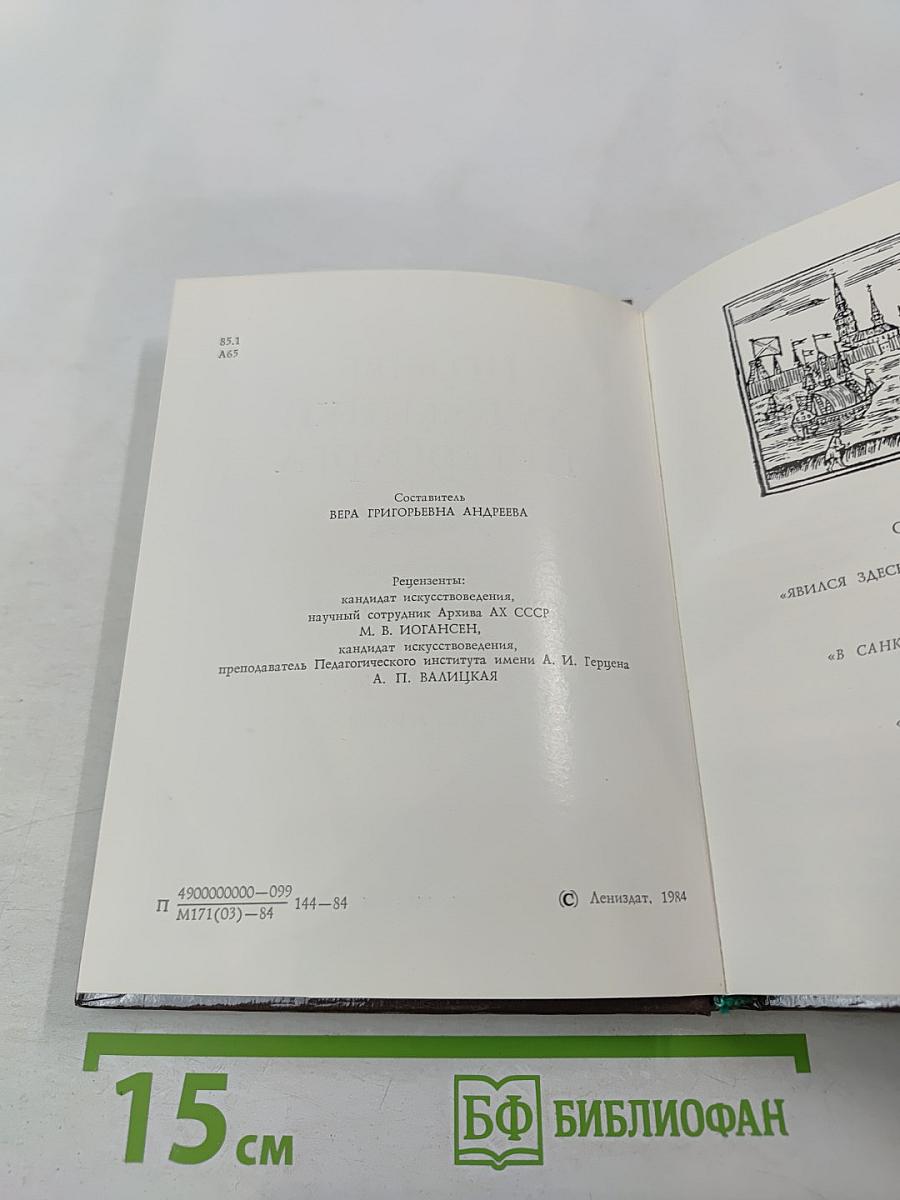 85.1
А65
Составитель
ВЕРА ГРИГОРЬЕВНА АНДРЕЕВА
Рецензенты:
кандидат искусствоведения,
научный сотрудник Архива АХ СССР
М. В. ИОГАНСЕН,
кандидат искусствоведения,
преподаватель Педагогического института имени А. И. Герцена
А. П. ВАЛИЦКАЯ
П 4900000000—099
М171(03)—84 144—84
© Лениздат, 1984
«ЯВИЛСЯ ЗДЕСЬ
«В САНК
15 см
БФ БИБЛИОФАН